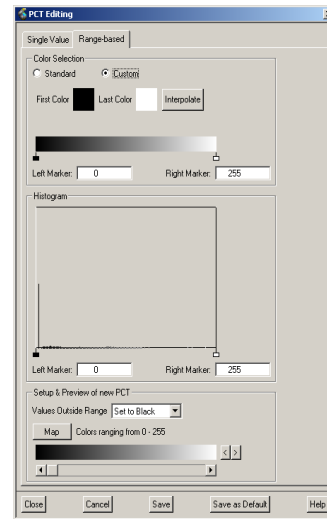 PCT Editing
Single Value Range-based
Color Selection
Standard Custom
First Color Last Color Interpolate
Left Marker: 0 Right Marker: 255
Histogram
Left Marker: 0 Right Marker: 255
Setup & Preview of new PCT
Values Outside Range Set to Black
Map Colors ranging from 0 - 255
< >
Close Cancel Save Save as Default Help